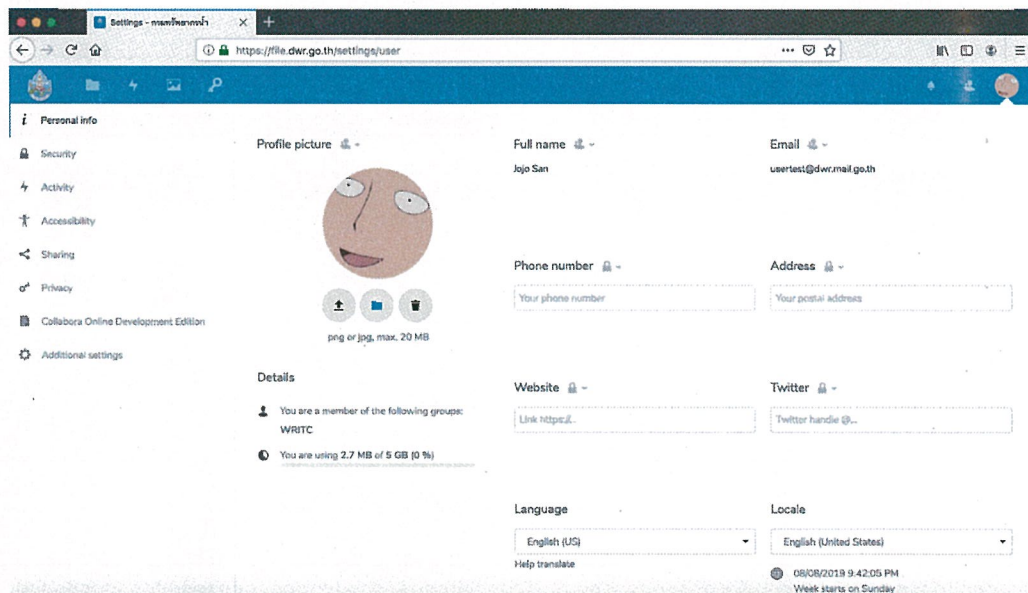 Settings - กรมทรัพยากรน้ำ
https://file.dwr.go.th/settings/user
Personal info
Security
Activity
Accessibility
Sharing
Privacy
Collabora Online Development Edition
Additional settings
Profile picture
png or jpg, max. 20 MB
Details
You are a member of the following groups:
WRITC
You are using 2.7 MB of 5 GB (0 %)
Full name
Jojo San
Email
usertest@dwr.mail.go.th
Phone number
Your phone number
Address
Your postal address
Website
Link https://...
Twitter
Twitter handle @...
Language
English (US)
Help translate
Locale
English (United States)
08/08/2019 9:42:05 PM
Week starts on Sunday